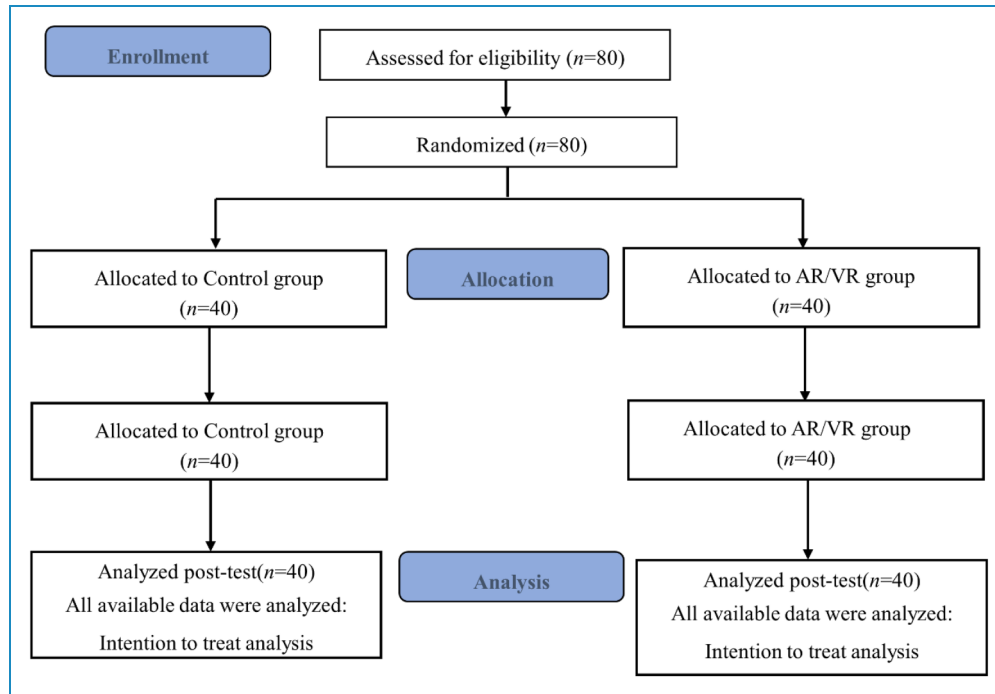 Enrollment
Assessed for eligibility (n=80)
Randomized (n=80)
Allocated to Control group
(n=40)
Allocation
Allocated to AR/VR group
(n=40)
Allocated to Control group
(n=40)
Allocated to AR/VR group
(n=40)
Analyzed post-test(n=40)
All available data were analyzed:
Intention to treat analysis
Analysis
Analyzed post-test(n=40)
All available data were analyzed:
Intention to treat analysis